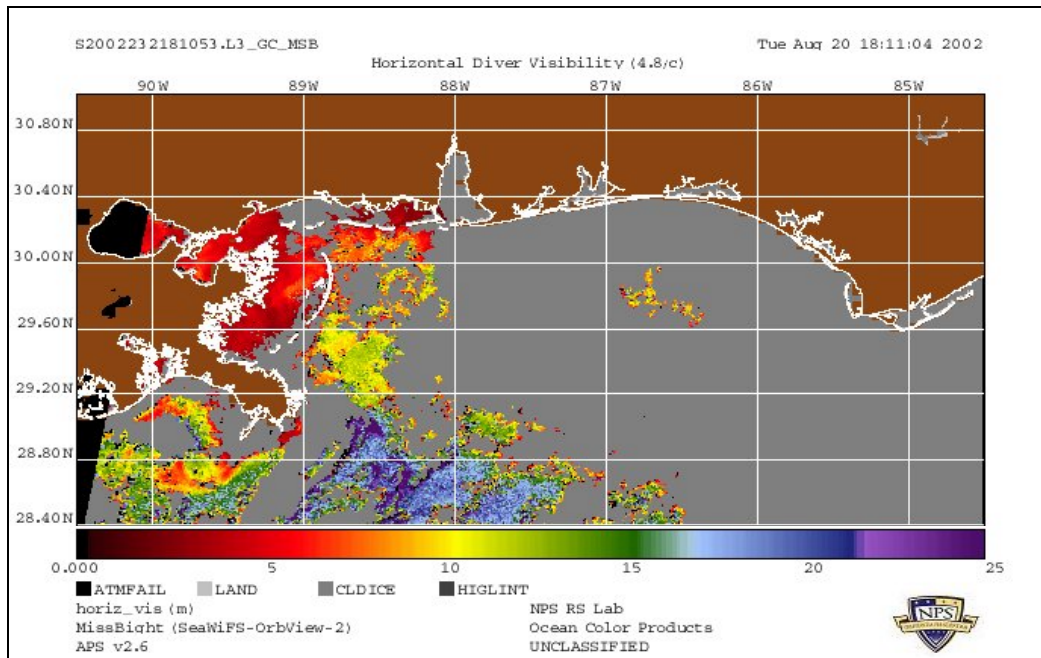 S2002232181053.L3_GC_MSB Tue Aug 20 18:11:04 2002
Horizontal Diver Visibility (4.8/c)
90W 89W 88W 87W 86W 85W
30.80N
30.40N
30.00N
29.60N
29.20N
28.80N
28.40N
0.000 5 10 15 20 25
ATMFAIL LAND CLDICE HIGLINT
horiz_vis (m) NPS RS Lab
MissBight (SeaWiFS-OrbView-2) Ocean Color Products
APS v2.6 UNCLASSIFIED
NPS